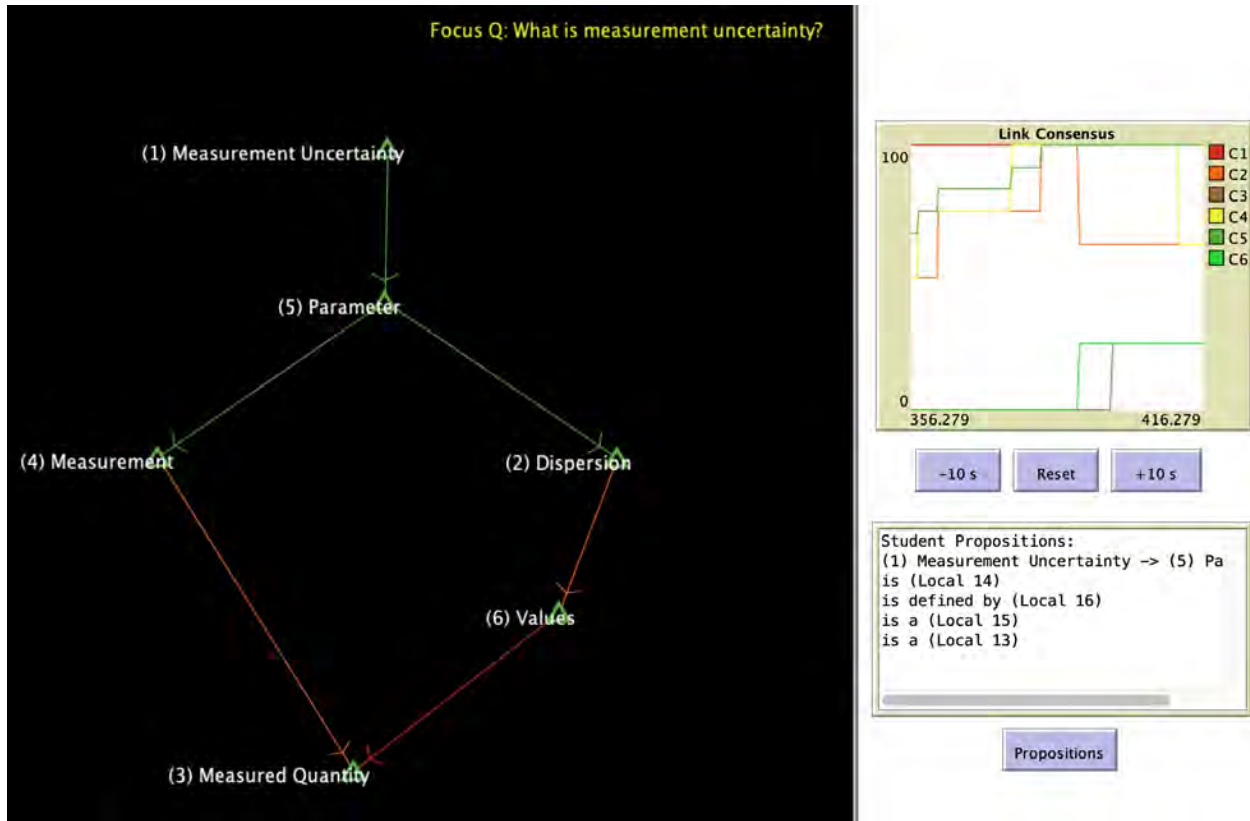 Focus Q: What is measurement uncertainty?
(1) Measurement Uncertainty
(5) Parameter
(4) Measurement
(2) Dispersion
(6) Values
(3) Measured Quantity
Link Consensus
100
0
356.279
416.279
C1
C2
C3
C4
C5
C6
-10 s
Reset
+10 s
Student Propositions:
(1) Measurement Uncertainty -> (5) Pa
is (Local 14)
is defined by (Local 16)
is a (Local 15)
is a (Local 13)
Propositions